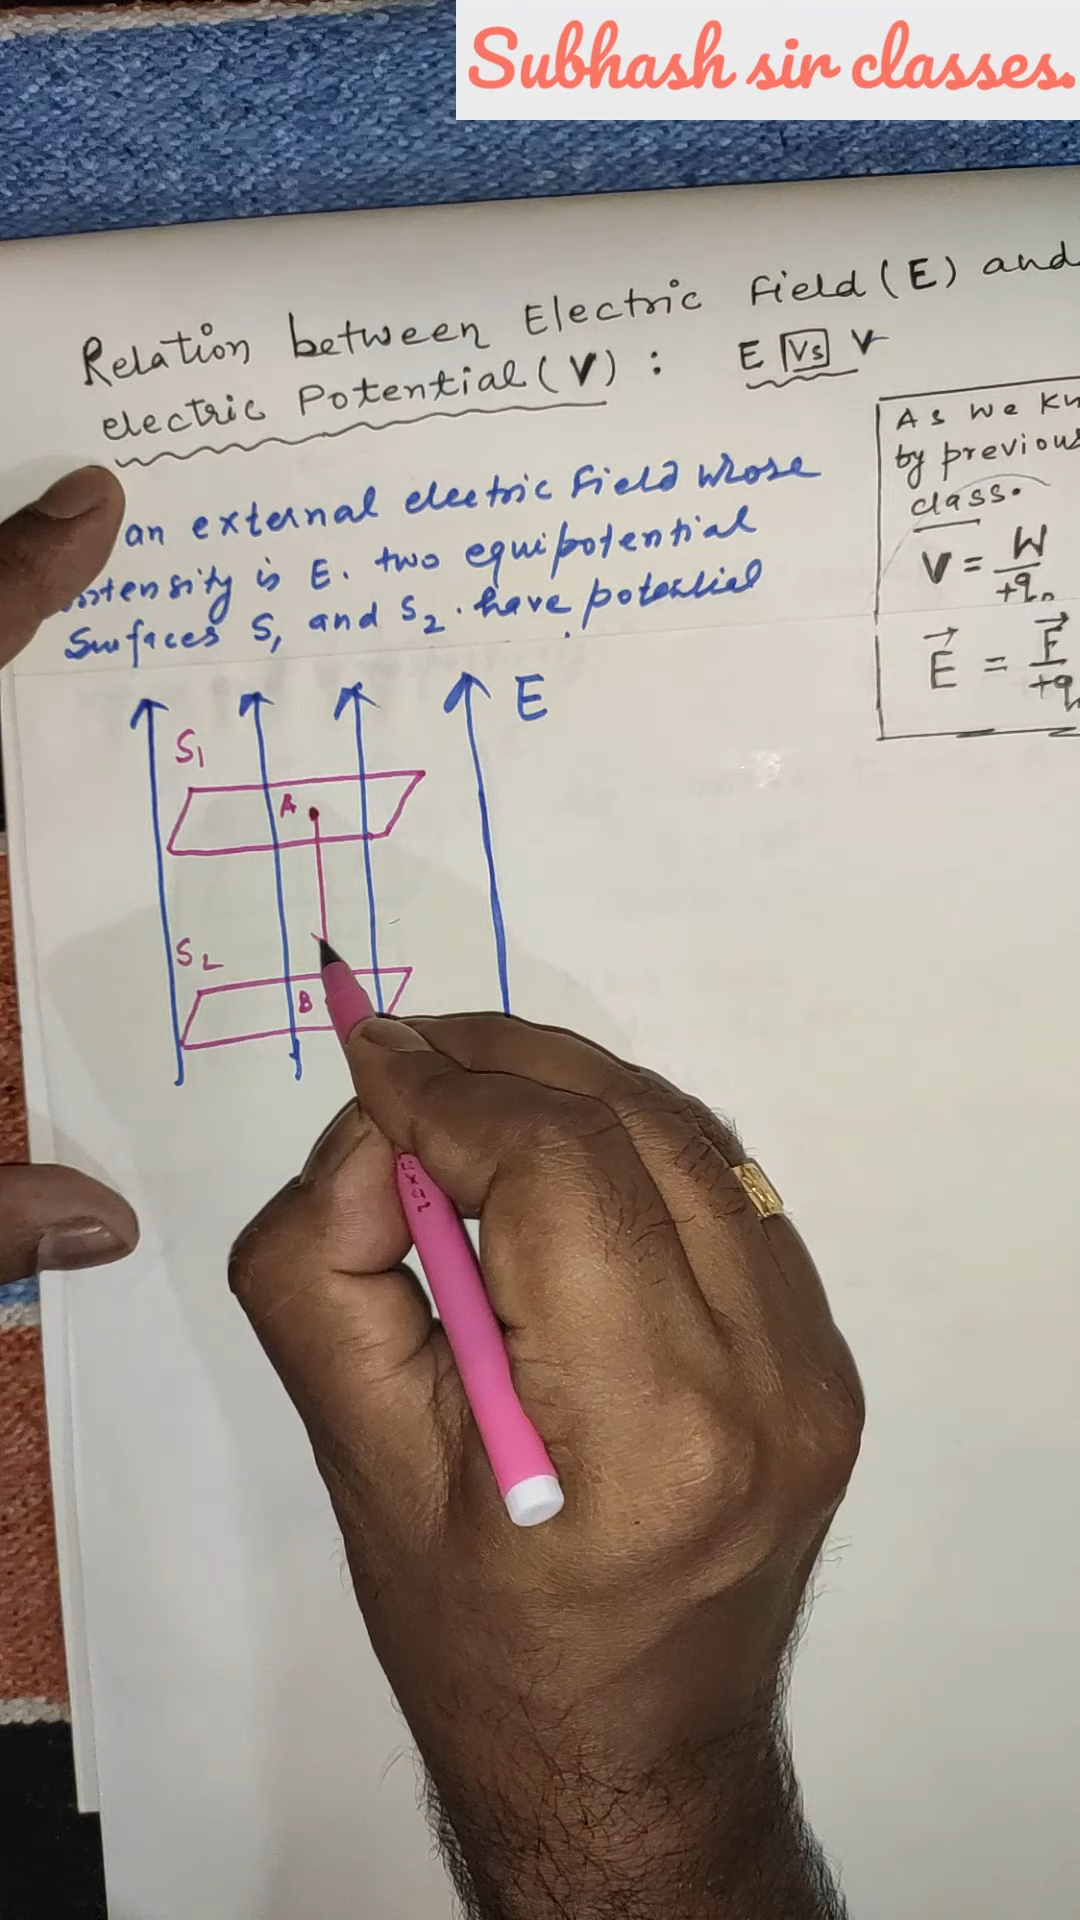 Subhash sir classes.
Relation between Electric Field (E) and
electric Potential (V) : E Vs V
an external electric field whose
intensity is E. two equipotential
Surfaces S1 and S2. have potential
As we Kn
by previous
class.
V = W
+q0
E = F
+q
E
S1
A
S2
B